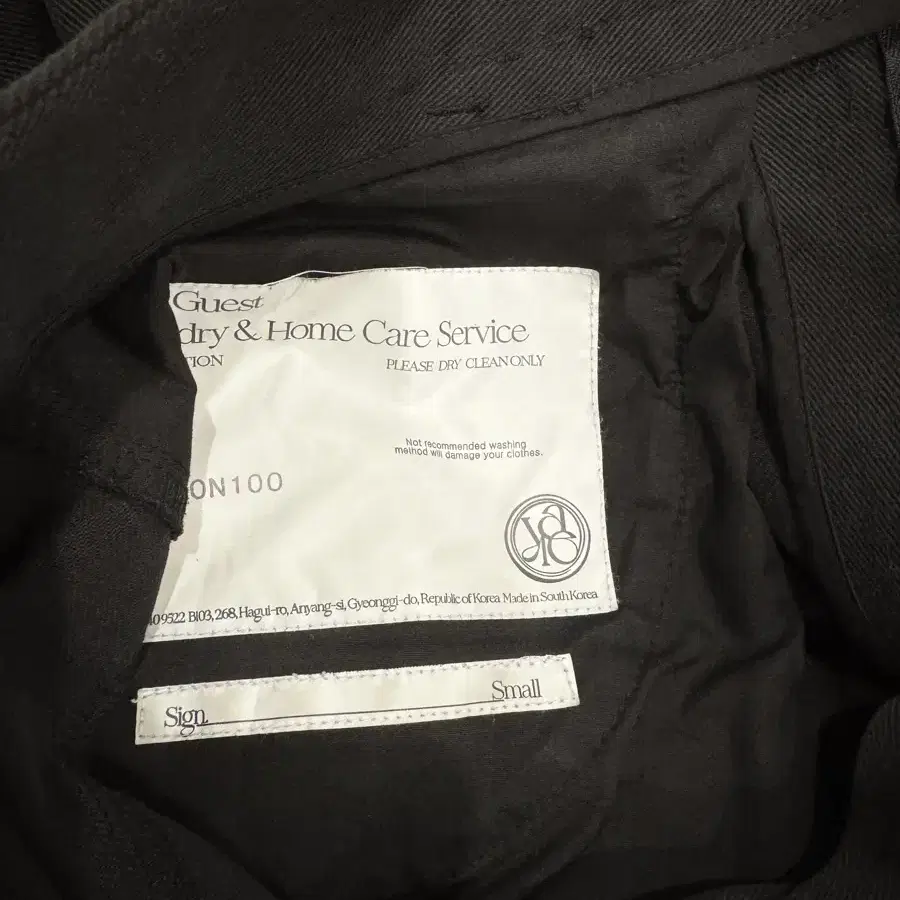 Guest
dry & Home Care Service
TION
PLEASE DRY CLEAN ONLY
Not recommended washing
method will damage your clothes.
ON100
09522 B103, 268, Hagui-ro, Anyang-si, Gyeonggi-do, Republic of Korea Made in South Korea
Small
Sign.